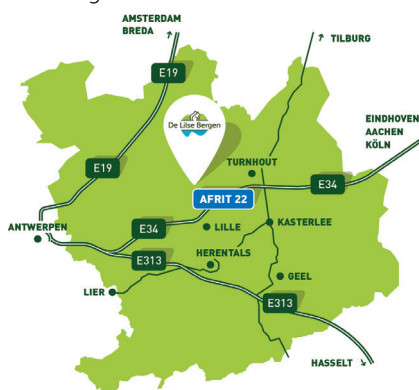 AMSTERDAM
BREDA
TILBURG
E19
De Lilse Bergen
EINDHOVEN
AACHEN
KÖLN
TURNHOUT
E19
E34
AFRIT 22
ANTWERPEN
E34
LILLE
KASTERLEE
E313
HERENTALS
GEEL
LIER
E313
HASSELT